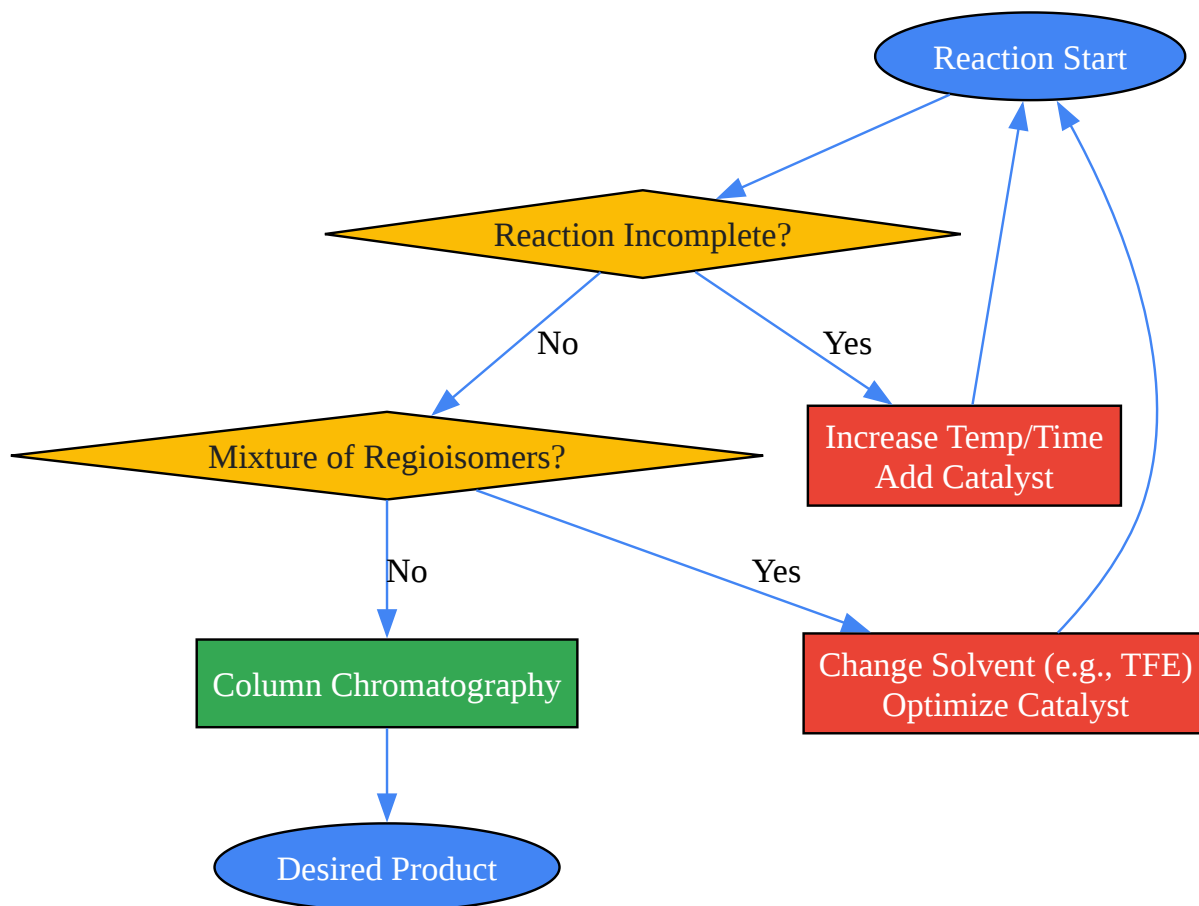 Reaction Start
Reaction Incomplete?
No
Yes
Increase Temp/Time
Add Catalyst
Mixture of Regioisomers?
No
Yes
Column Chromatography
Change Solvent (e.g., TFE)
Optimize Catalyst
Desired Product